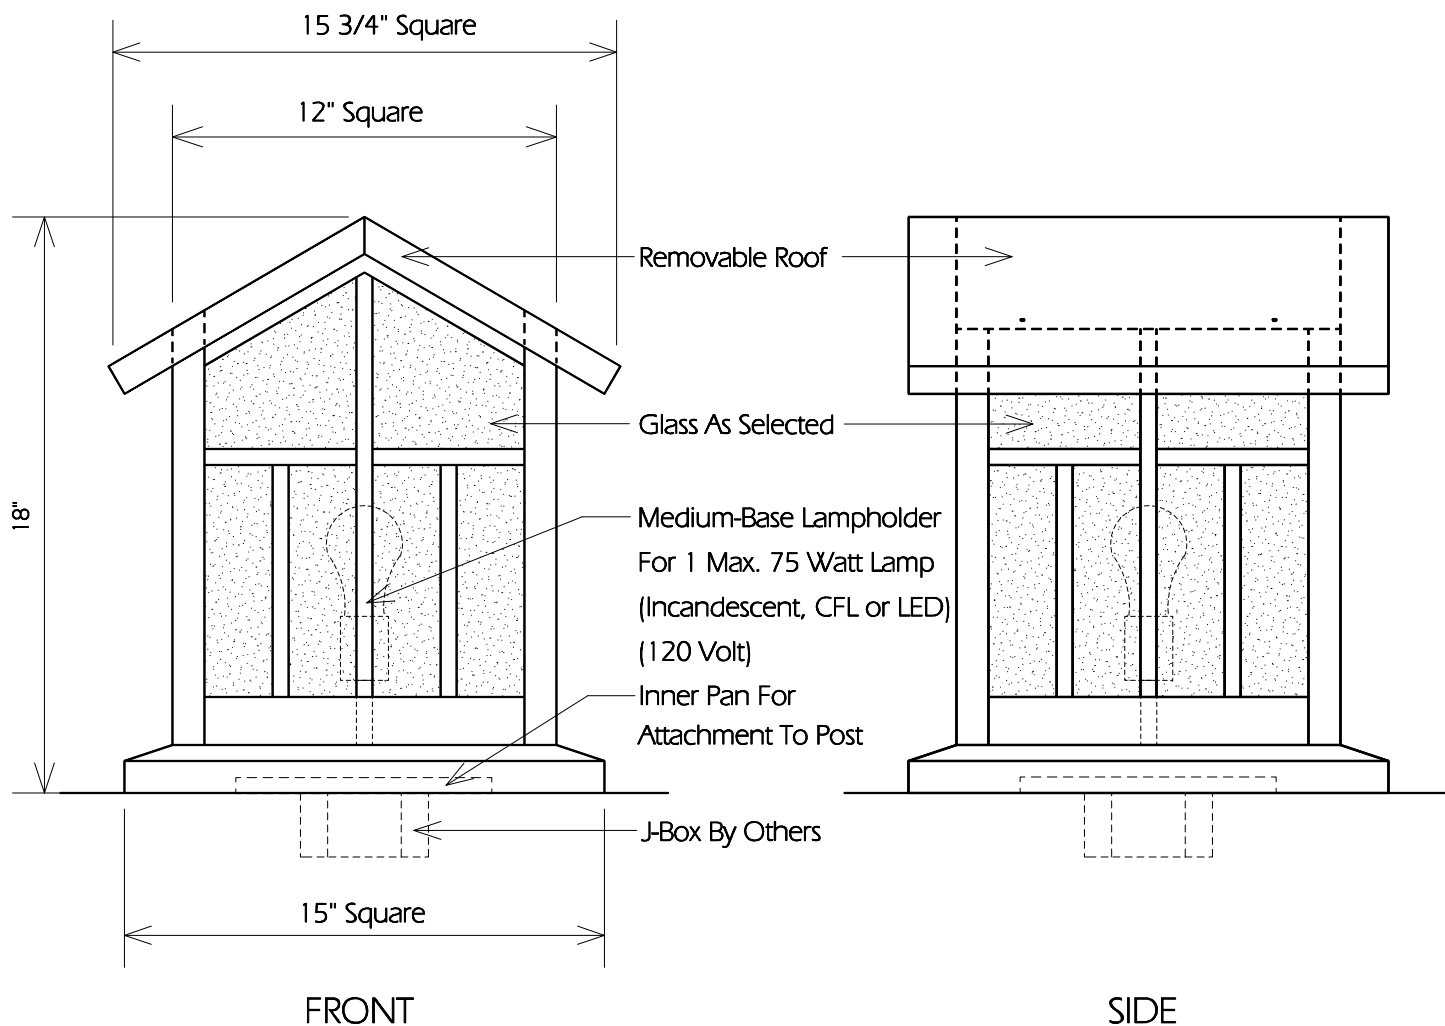 15 3/4" Square
12" Square
Removable Roof
Glass As Selected
18"
Medium-Base Lampholder
For 1 Max. 75 Watt Lamp
(Incandescent, CFL or LED)
(120 Volt)
Inner Pan For
Attachment To Post
J-Box By Others
15" Square
FRONT
SIDE